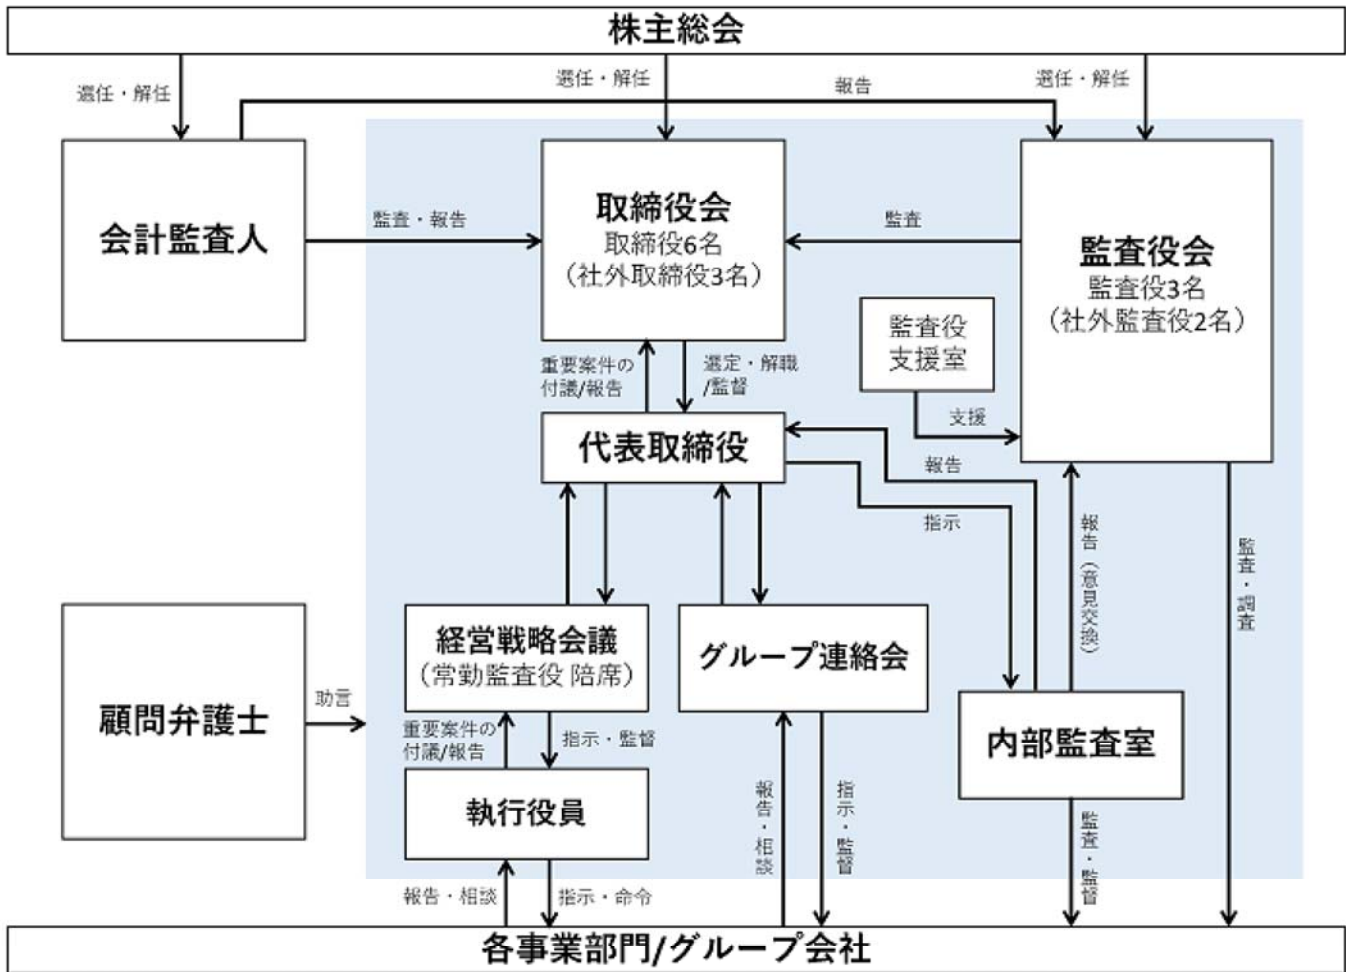 株主総会
選任・解任
選任・解任
選任・解任
報告
会計監査人
監査・報告
取締役会
取締役6名
（社外取締役3名）
監査
監査役会
監査役3名
（社外監査役2名）
監査役
支援室
支援
重要案件の
付議/報告
選定・解職
/監督
代表取締役
報告
指示
報告（意見交換）
監査・調査
経営戦略会議
（常勤監査役 陪席）
グループ連絡会
顧問弁護士
助言
重要案件の
付議/報告
指示・監督
内部監査室
執行役員
報告・相談
指示・監督
監査・監督
報告・相談
指示・命令
各事業部門/グループ会社